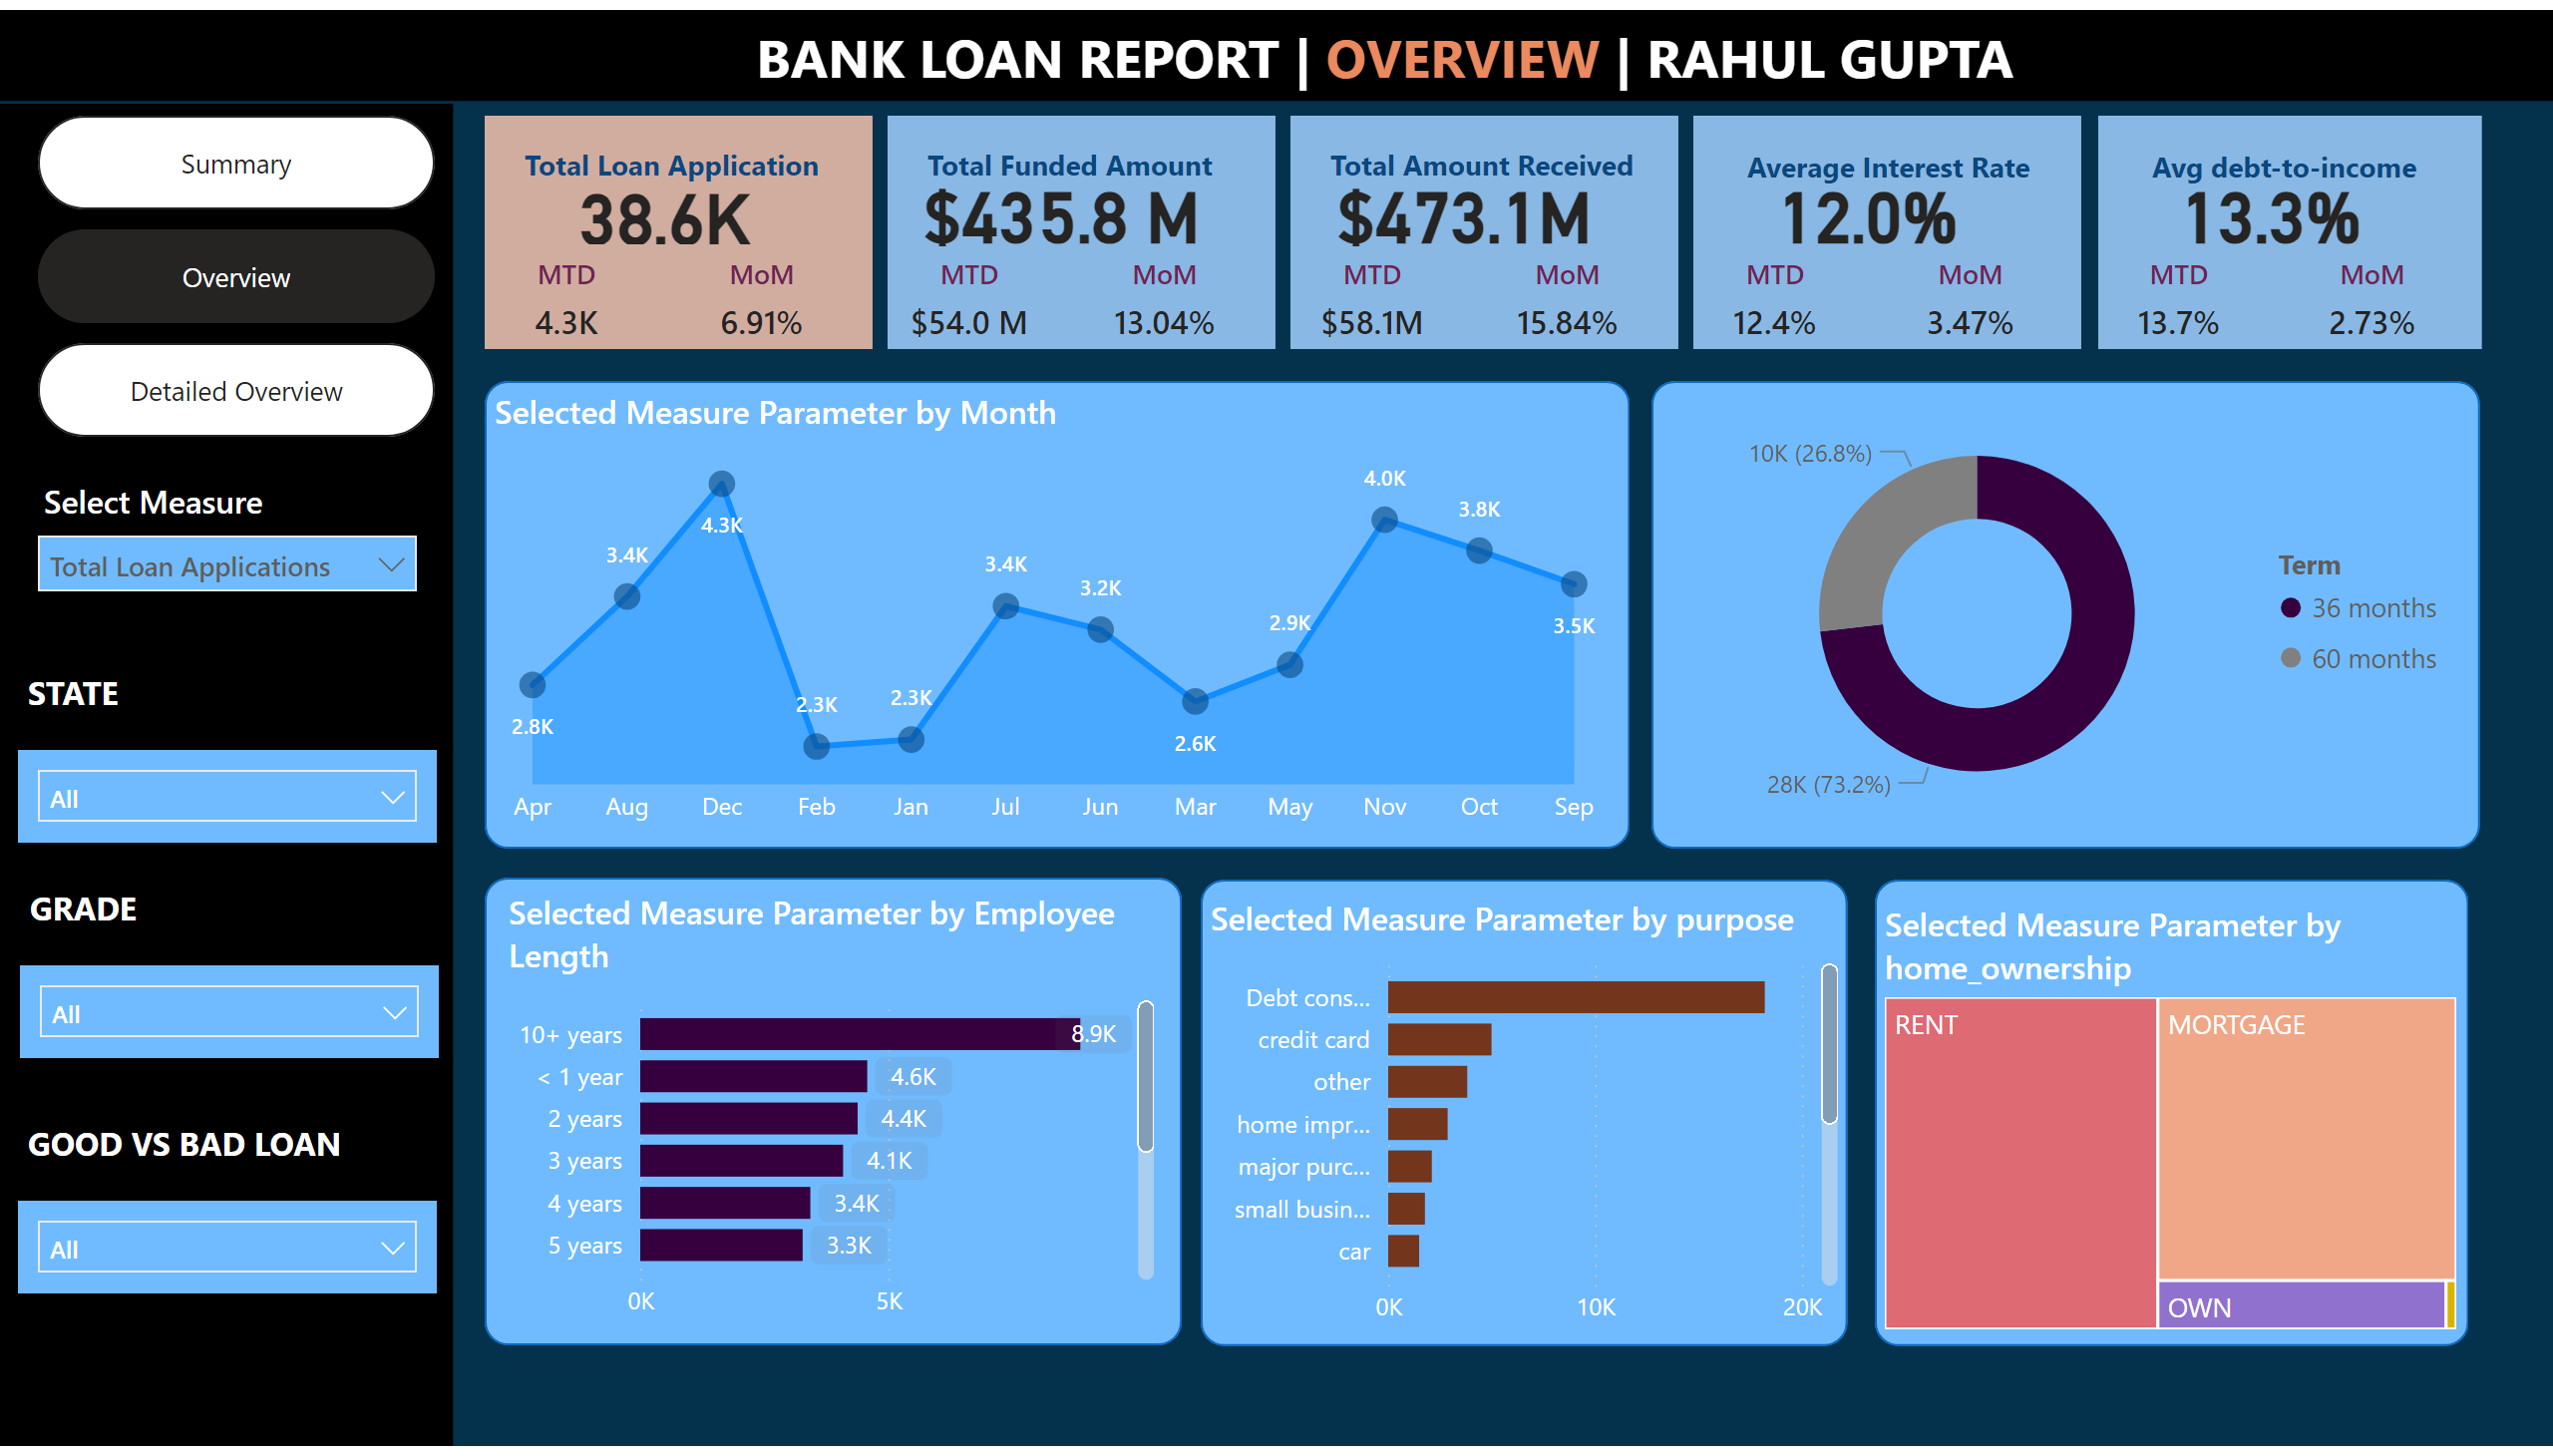 BANK LOAN REPORT | OVERVIEW | RAHUL GUPTA
Summary
Overview
Detailed Overview
Select Measure
Total Loan Applications
STATE
All
GRADE
All
GOOD VS BAD LOAN
All
Total Loan Application
38.6K
MTD MoM
4.3K 6.91%
Total Funded Amount
$435.8 M
MTD MoM
$54.0 M 13.04%
Total Amount Received
$473.1M
MTD MoM
$58.1M 15.84%
Average Interest Rate
12.0%
MTD MoM
12.4% 3.47%
Avg debt-to-income
13.3%
MTD MoM
13.7% 2.73%
Selected Measure Parameter by Month
2.8K
3.4K
4.3K
2.3K
2.3K
3.4K
3.2K
2.6K
2.9K
4.0K
3.8K
3.5K
Apr Aug Dec Feb Jan Jul Jun Mar May Nov Oct Sep
10K (26.8%)
28K (73.2%)
Term
36 months
60 months
Selected Measure Parameter by Employee
Length
10+ years 8.9K
< 1 year 4.6K
2 years 4.4K
3 years 4.1K
4 years 3.4K
5 years 3.3K
0K 5K
Selected Measure Parameter by purpose
Debt cons...
credit card
other
home impr...
major purc...
small busin...
car
0K 10K 20K
Selected Measure Parameter by
home_ownership
RENT
MORTGAGE
OWN